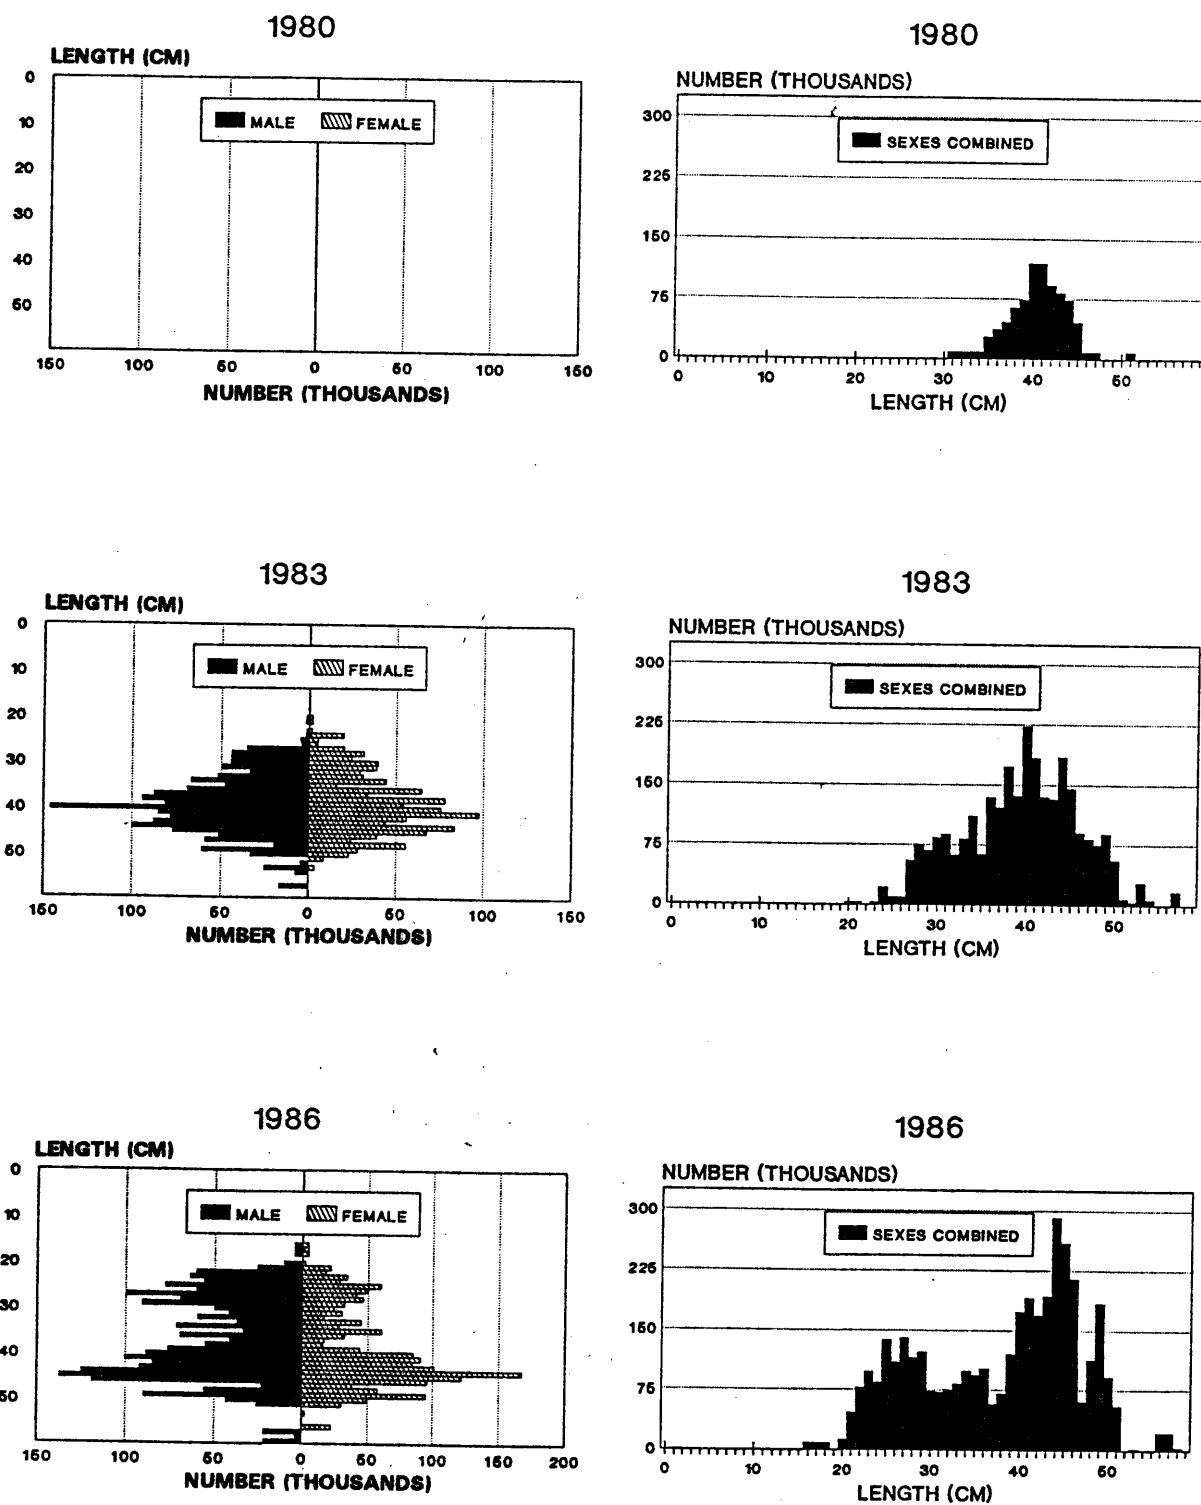 1980
LENGTH (CM)
0
10
20
30
40
50
MALE FEMALE
150 100 50 0 50 100 150
NUMBER (THOUSANDS)
1980
NUMBER (THOUSANDS)
300
225
150
75
0
SEXES COMBINED
0 10 20 30 40 50
LENGTH (CM)
1983
LENGTH (CM)
0
10
20
30
40
50
MALE FEMALE
150 100 50 0 50 100 150
NUMBER (THOUSANDS)
1983
NUMBER (THOUSANDS)
300
225
150
75
0
SEXES COMBINED
0 10 20 30 40 50
LENGTH (CM)
1986
LENGTH (CM)
0
10
20
30
40
50
MALE FEMALE
150 100 50 0 50 100 150 200
NUMBER (THOUSANDS)
1986
NUMBER (THOUSANDS)
300
225
150
75
0
SEXES COMBINED
0 10 20 30 40 50
LENGTH (CM)